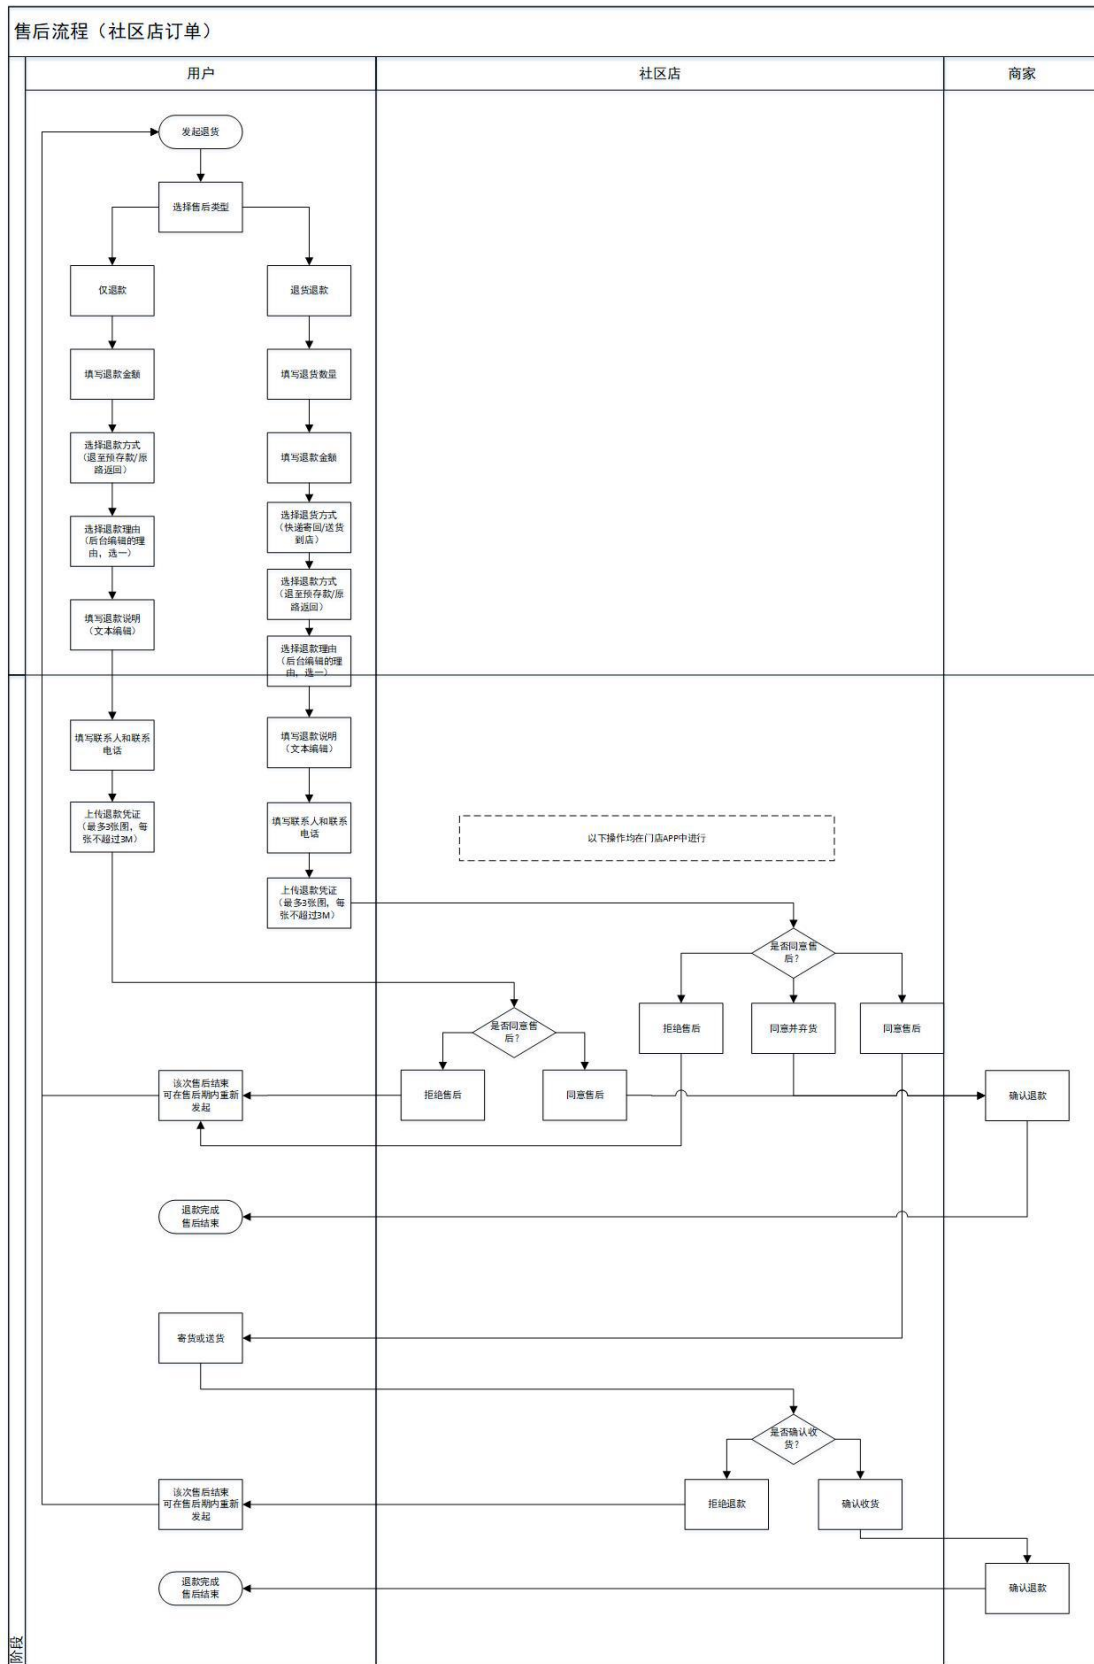 售后流程（社区店订单）
用户
社区店
商家
发起退货
选择售后类型
仅退款
退货退款
填写退款金额
填写退货数量
选择退款方式
（退至预存款/原
路返回）
填写退款金额
选择退款理由
（后台编辑的理
由，选一）
选择退货方式
（快递寄回/送货
到店）
选择退款方式
（退至预存款/原
路返回）
填写退款说明
（文本编辑）
选择退款理由
（后台编辑的理
由，选一）
填写联系人和联系
电话
填写退款说明
（文本编辑）
上传退款凭证
（最多3张图，每
张不超过3M）
填写联系人和联系
电话
以下操作均在门店APP中进行
上传退款凭证
（最多3张图，每
张不超过3M）
是否同意售
后？
拒绝售后
同意并弃货
同意售后
是否同意售
后？
该次售后结束
可在售后期内重新
发起
拒绝售后
同意售后
确认退款
退款完成
售后结束
寄货或送货
是否确认收
货？
该次售后结束
可在售后期内重新
发起
拒绝退款
确认收货
退款完成
售后结束
确认退款
阶段